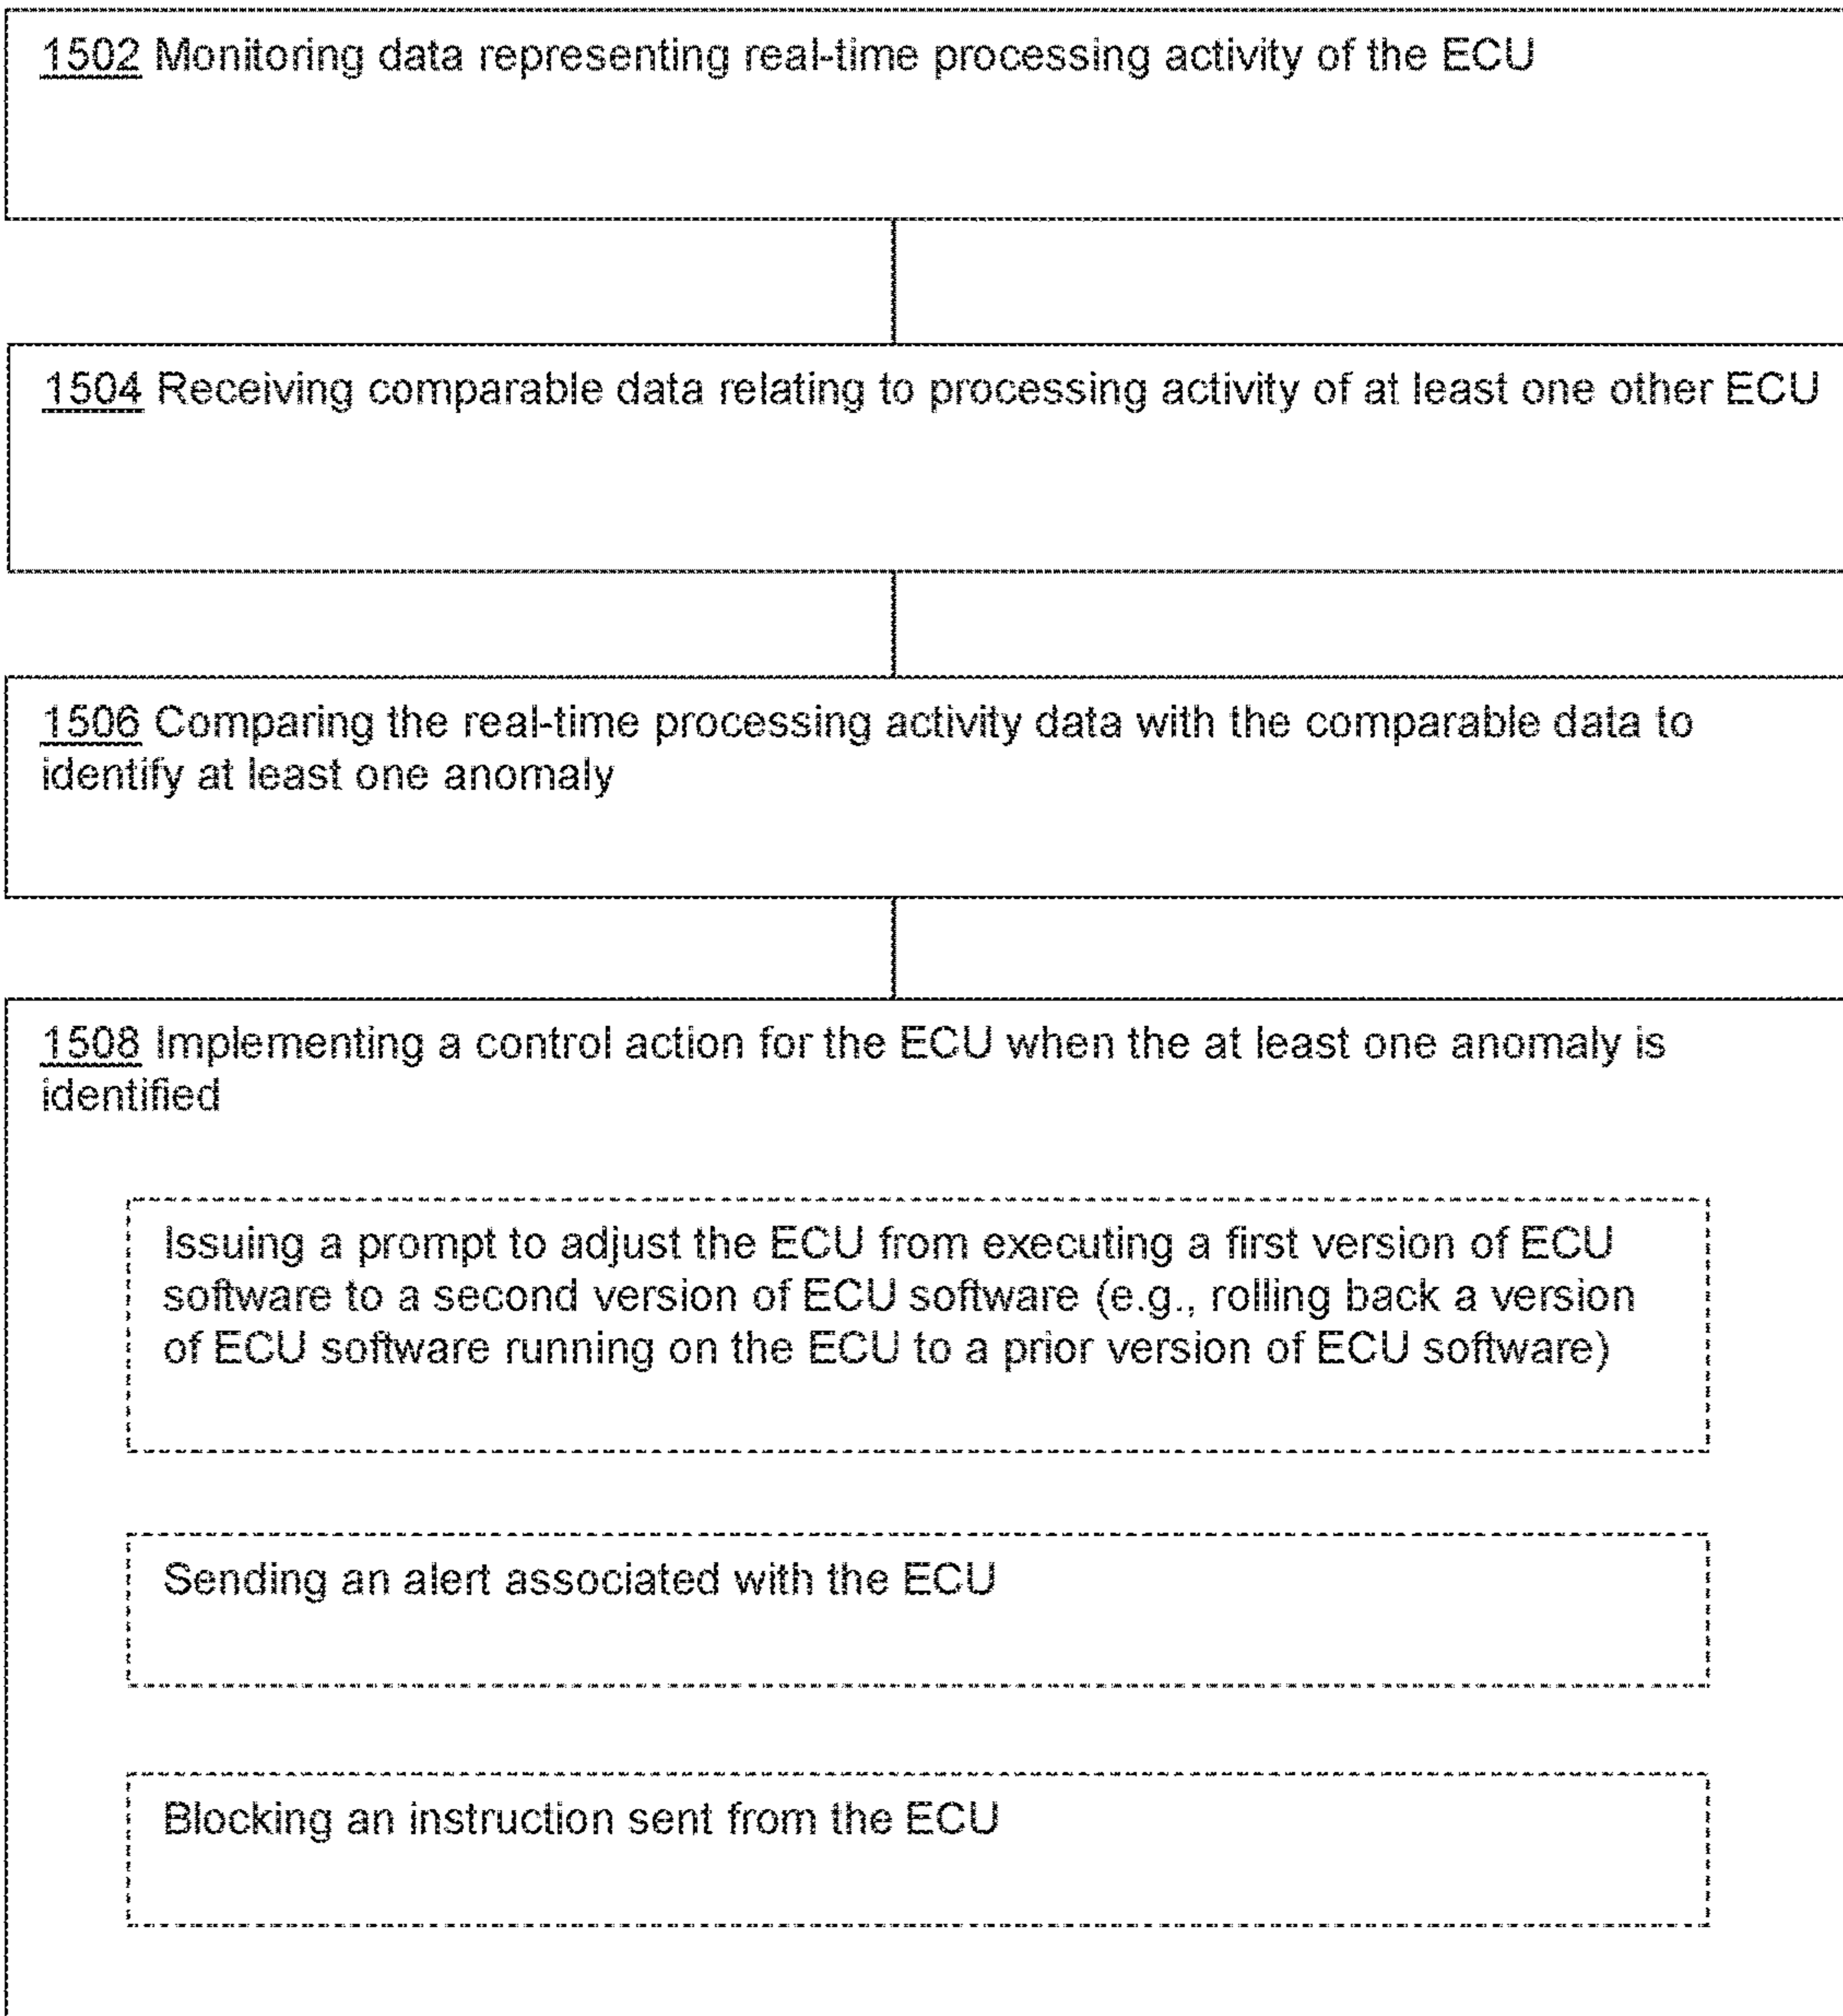 1502 Monitoring data representing real-time processing activity of the ECU
1504 Receiving comparable data relating to processing activity of at least one other ECU
1506 Comparing the real-time processing activity data with the comparable data to
identify at least one anomaly
1508 Implementing a control action for the ECU when the at least one anomaly is
identified
Issuing a prompt to adjust the ECU from executing a first version of ECU
software to a second version of ECU software (e.g., rolling back a version
of ECU software running on the ECU to a prior version of ECU software)
Sending an alert associated with the ECU
Blocking an instruction sent from the ECU